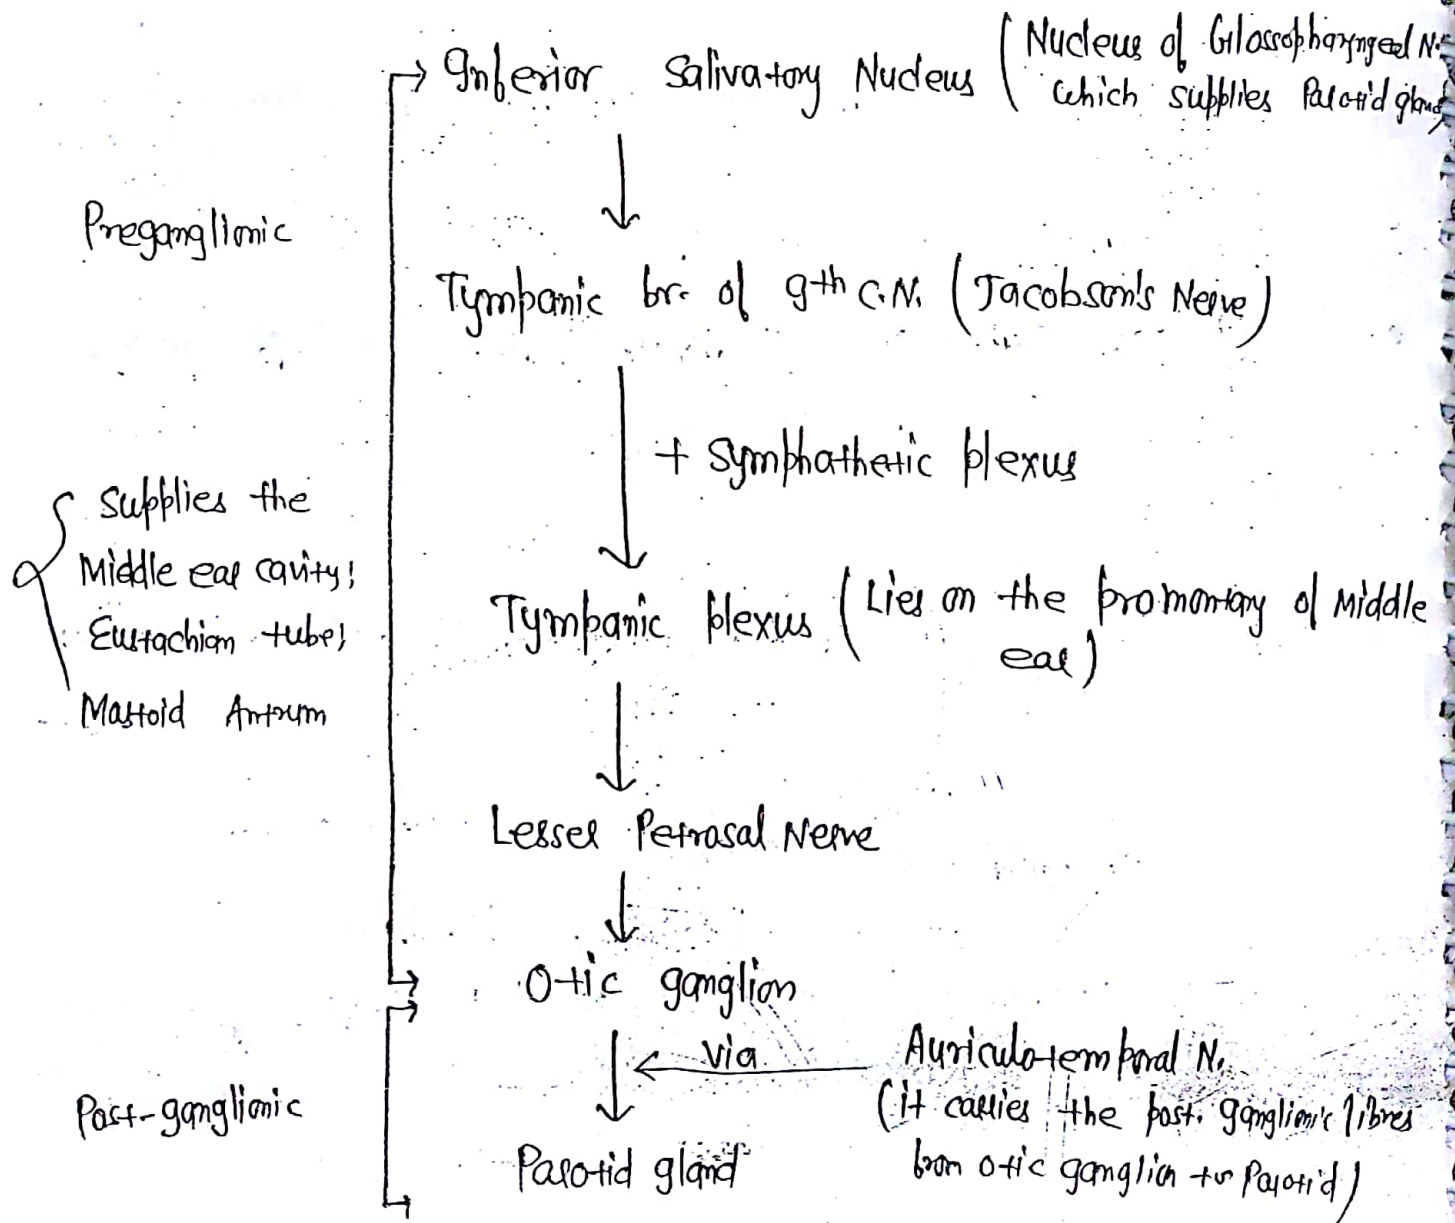 Inferior Salivatory Nucleus (Nucleus of Glossopharyngeal N.
which supplies Parotid gland)
Preganglionic
Tympanic br. of 9th C.N. (Jacobson's Nerve)
+ Symphathetic plexus
Supplies the
Middle ear cavity,
Eustachian tube,
Mastoid Antrum
Tympanic plexus (Lies on the promontary of Middle
ear)
Lesser Petrosal Nerve
Otic ganglion
via
Auriculotemporal N.
(it carries the post. ganglionic fibres
from otic ganglion to Parotid)
Post-ganglionic
Parotid gland